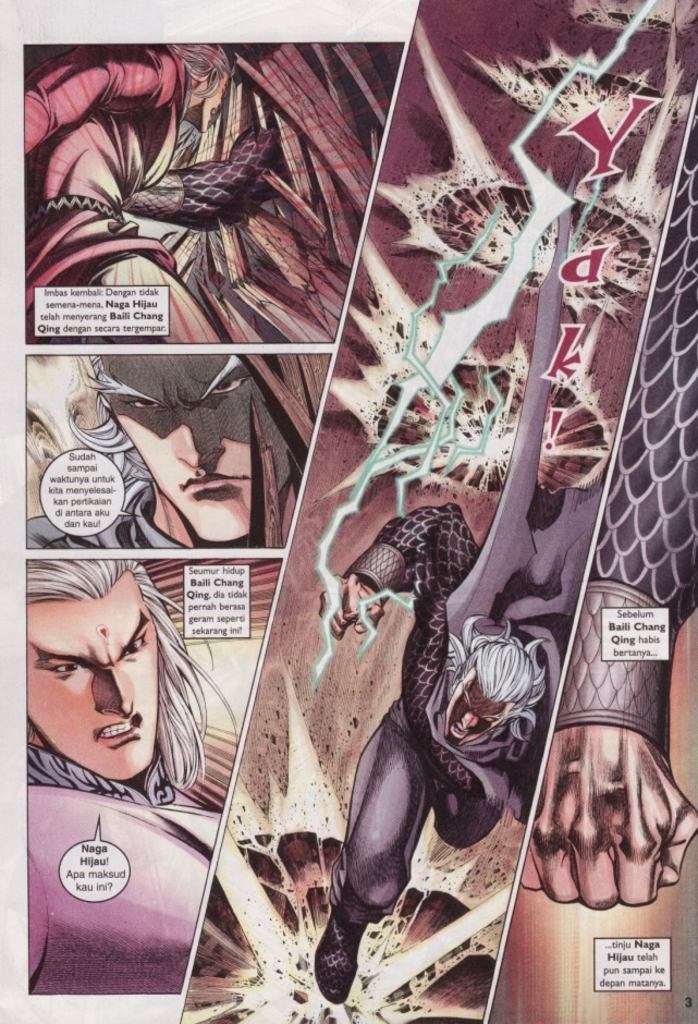 Imbas kembali: Dengan tidak
semena-mena, Naga Hijau
telah menyerang Baili Chang
Qing dengan secara tergempar.
Sudah
sampai
waktunya untuk
kita menyelesai-
kan pertikaian
di antara aku
dan kau!
Seumur hidup
Baili Chang
Qing, dia tidak
pernah berasa
geram seperti
sekarang ini!
Naga
Hijau!
Apa maksud
kau ini?
Ydak!
Sebelum
Baili Chang
Qing habis
bertanya...
...tinju Naga
Hijau telah
pun sampai ke
depan matanya.
3